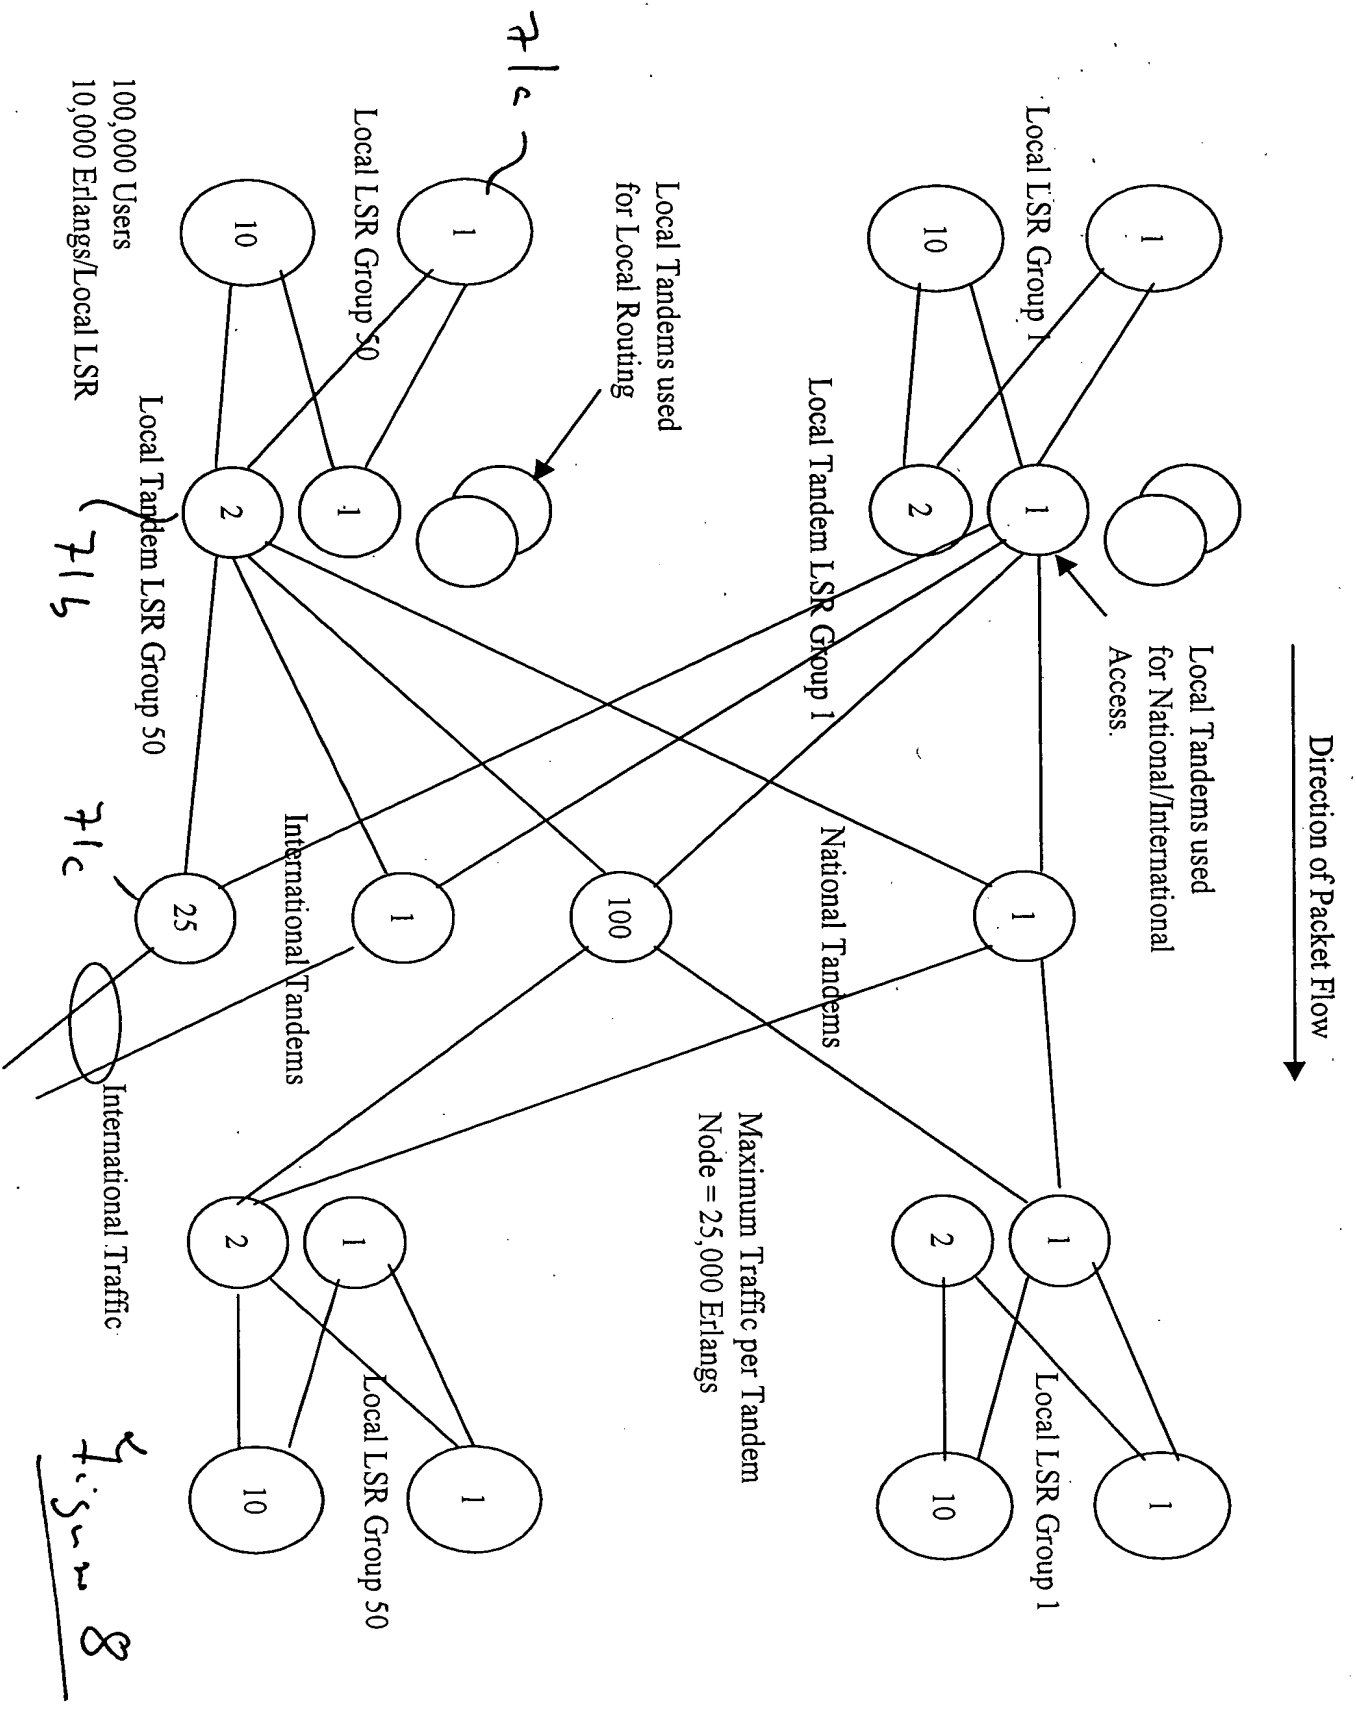 Direction of Packet Flow
Local Tandems used
for National/International
Access.
1
1
1
1
1
Local LSR Group 1
Local LSR Group 1
10
2
2
10
Local Tandem LSR Group 1
National Tandems
Maximum Traffic per Tandem
Node = 25,000 Erlangs
Local Tandems used
for Local Routing
100
71a
1
1
1
1
1
Local LSR Group 50
Local LSR Group 50
International Tandems
10
2
25
2
10
Local Tandem LSR Group 50
100,000 Users
10,000 Erlangs/Local LSR
International Traffic
71b
71c
Figure 8